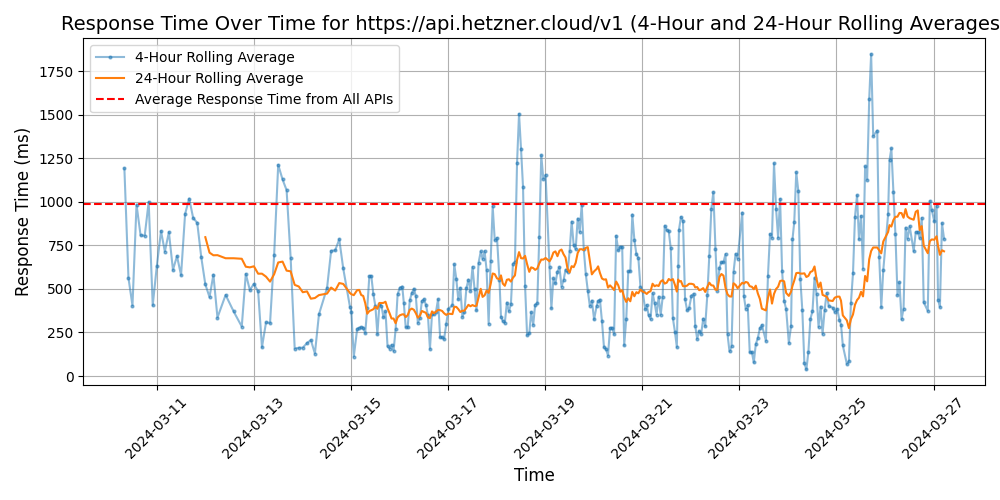 Response Time Over Time for https://api.hetzner.cloud/v1 (4-Hour and 24-Hour Rolling Averages
4-Hour Rolling Average
24-Hour Rolling Average
Average Response Time from All APIs
Response Time (ms)
1750
1500
1250
1000
750
500
250
0
2024-03-11
2024-03-13
2024-03-15
2024-03-17
2024-03-19
2024-03-21
2024-03-23
2024-03-25
2024-03-27
Time